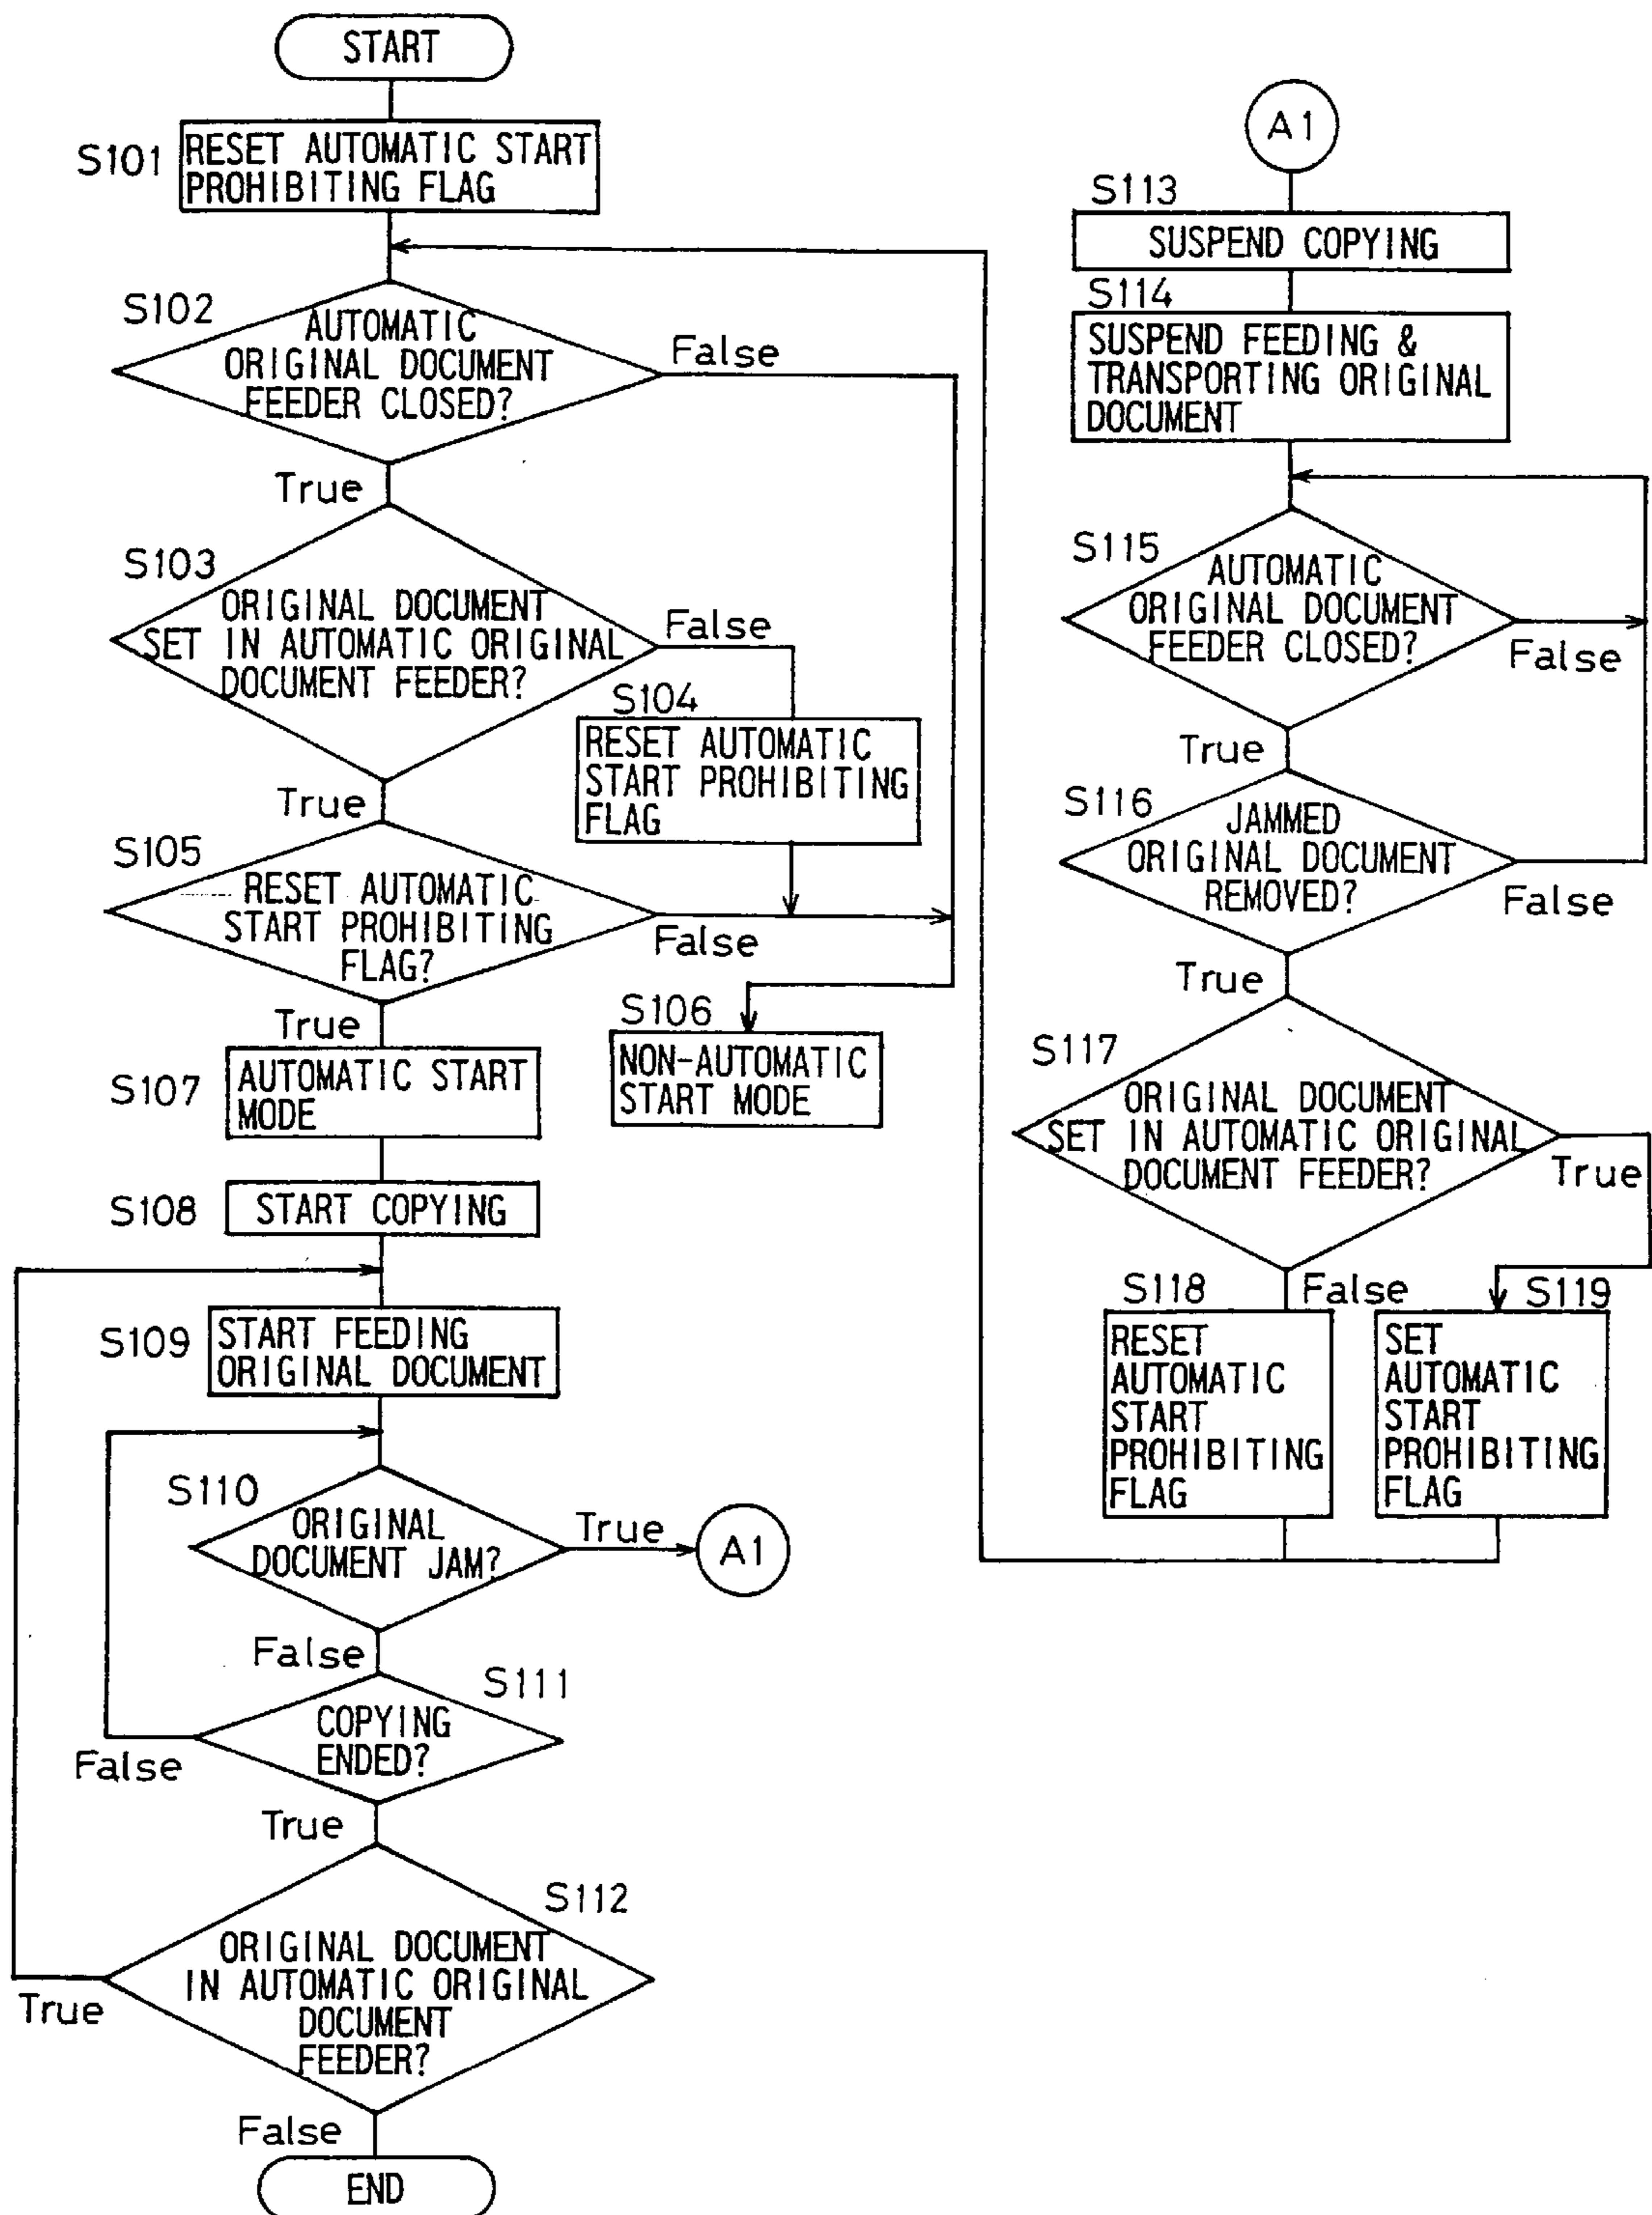 START
S101
RESET AUTOMATIC START
PROHIBITING FLAG
S102
AUTOMATIC
ORIGINAL DOCUMENT
FEEDER CLOSED?
False
True
S103
ORIGINAL DOCUMENT
SET IN AUTOMATIC ORIGINAL
DOCUMENT FEEDER?
False
S104
RESET AUTOMATIC
START PROHIBITING
FLAG
True
S105
RESET AUTOMATIC
START PROHIBITING
FLAG?
False
True
S106
NON-AUTOMATIC
START MODE
S107
AUTOMATIC START
MODE
S108
START COPYING
S109
START FEEDING
ORIGINAL DOCUMENT
S110
ORIGINAL
DOCUMENT JAM?
True
A1
False
S111
COPYING
ENDED?
False
True
S112
ORIGINAL DOCUMENT
IN AUTOMATIC ORIGINAL
DOCUMENT
FEEDER?
True
False
END
A1
S113
SUSPEND COPYING
S114
SUSPEND FEEDING &
TRANSPORTING ORIGINAL
DOCUMENT
S115
AUTOMATIC
ORIGINAL DOCUMENT
FEEDER CLOSED?
False
True
S116
JAMMED
ORIGINAL DOCUMENT
REMOVED?
False
True
S117
ORIGINAL DOCUMENT
SET IN AUTOMATIC ORIGINAL
DOCUMENT FEEDER?
True
False
S118
RESET
AUTOMATIC
START
PROHIBITING
FLAG
S119
SET
AUTOMATIC
START
PROHIBITING
FLAG